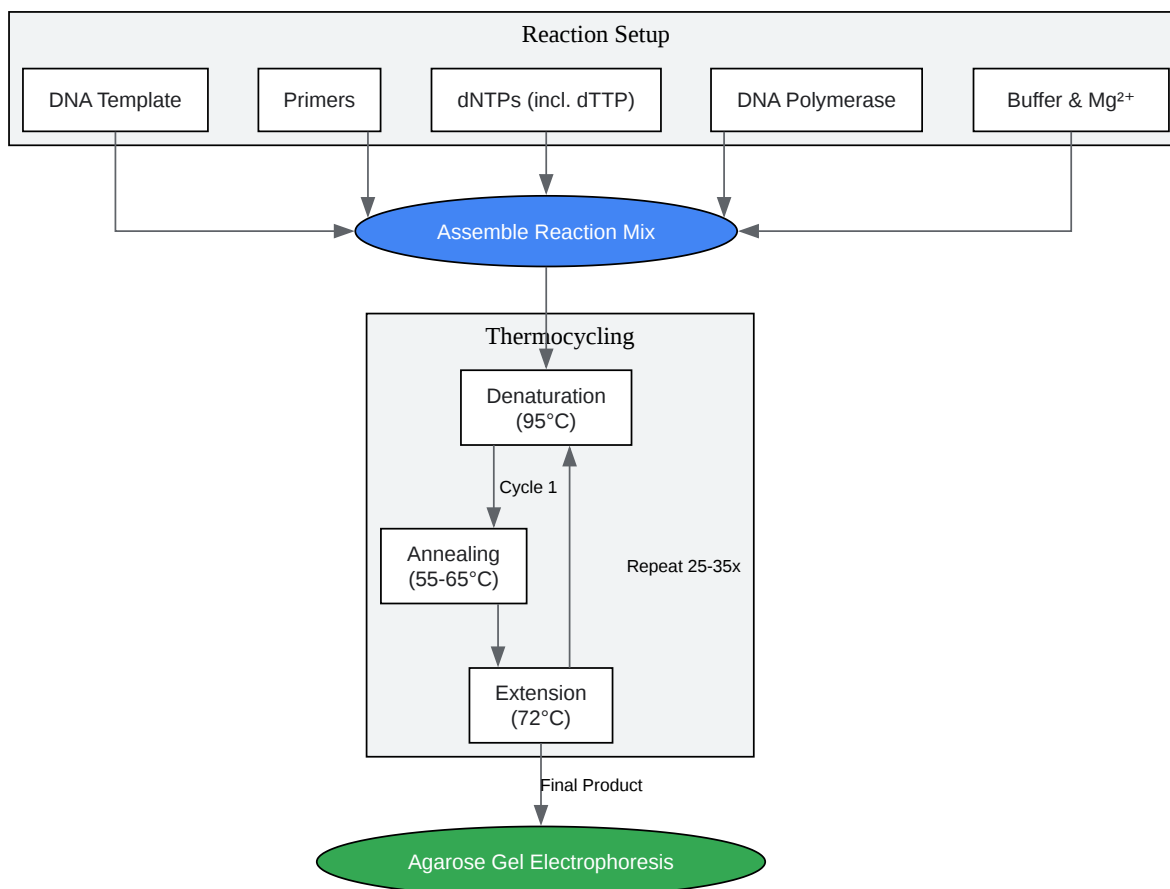 Reaction Setup
DNA Template
Primers
dNTPs (incl. dTTP)
DNA Polymerase
Buffer & Mg²⁺
Assemble Reaction Mix
Thermocycling
Denaturation
(95°C)
Cycle 1
Annealing
(55-65°C)
Repeat 25-35x
Extension
(72°C)
Final Product
Agarose Gel Electrophoresis